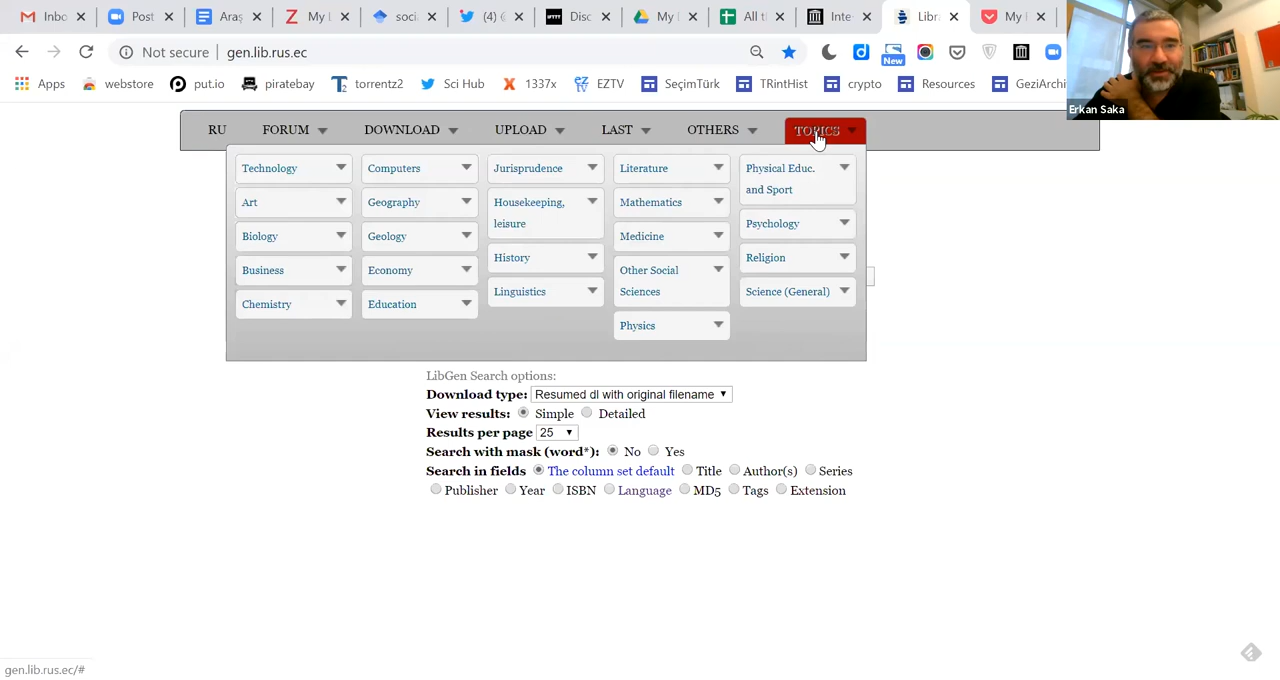 Inbo Post Araş My L soci. (4) Disc My [ All tl Inte Libra My I
Not secure gen.lib.rus.ec New
Apps webstore put.io piratebay torrentz2 Sci Hub 1337x EZTV SeçimTürk TRintHist crypto Resources GeziArchi
Erkan Saka
RU FORUM DOWNLOAD UPLOAD LAST OTHERS TOPICS
Technology Computers Jurisprudence Literature Physical Educ.
and Sport
Art Geography Housekeeping, Mathematics
leisure
Psychology
Biology Geology Medicine
History Religion
Business Economy Other Social
Sciences
Linguistics Science (General)
Chemistry Education
Physics
LibGen Search options:
Download type: Resumed dl with original filename
View results: Simple Detailed
Results per page 25
Search with mask (word*): No Yes
Search in fields The column set default Title Author(s) Series
Publisher Year ISBN Language MD5 Tags Extension
gen.lib.rus.ec/#